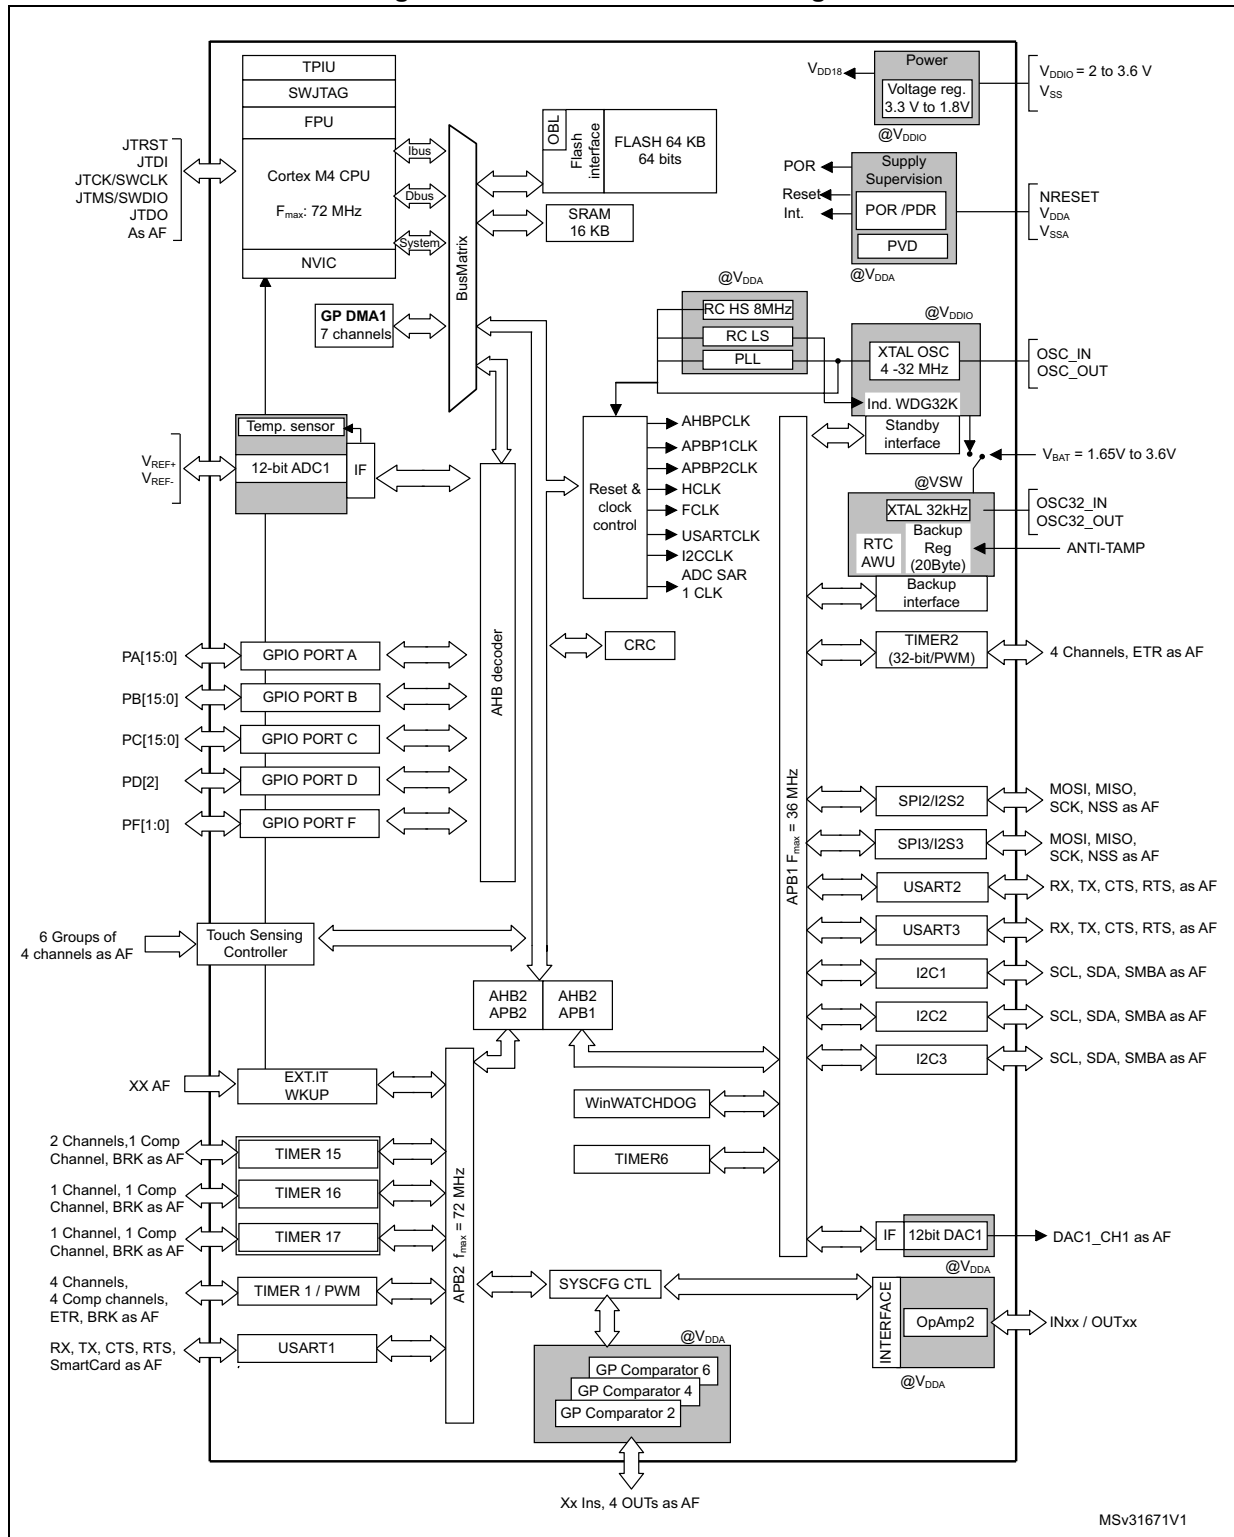 TPIU
SWJTAG
FPU
Cortex M4 CPU
Fmax: 72 MHz
NVIC
JTRST
JTDI
JTCK/SWCLK
JTMS/SWDIO
JTDO
As AF
Ibus
Dbus
System
BusMatrix
OBL
Flash
interface
FLASH 64 KB
64 bits
SRAM
16 KB
GP DMA1
7 channels
VDD18
Power
Voltage reg.
3.3 V to 1.8V
@VDDIO
VDDIO = 2 to 3.6 V
VSS
POR
Reset
Int.
Supply
Supervision
POR /PDR
PVD
@VDDA
NRESET
VDDA
VSSA
@VDDA
RC HS 8MHz
RC LS
PLL
@VDDIO
XTAL OSC
4 -32 MHz
Ind. WDG32K
Standby
interface
OSC_IN
OSC_OUT
VBAT = 1.65V to 3.6V
@VSW
XTAL 32kHz
RTC
AWU
Backup
Reg
(20Byte)
Backup
interface
OSC32_IN
OSC32_OUT
ANTI-TAMP
Reset &
clock
control
AHBPCLK
APBP1CLK
APBP2CLK
HCLK
FCLK
USARTCLK
I2CCLK
ADC SAR
1 CLK
VREF+
VREF-
Temp. sensor
12-bit ADC1
IF
AHB decoder
CRC
PA[15:0]
GPIO PORT A
PB[15:0]
GPIO PORT B
PC[15:0]
GPIO PORT C
PD[2]
GPIO PORT D
PF[1:0]
GPIO PORT F
6 Groups of
4 channels as AF
Touch Sensing
Controller
AHB2
APB2
AHB2
APB1
APB1 Fmax = 36 MHz
TIMER2
(32-bit/PWM)
4 Channels, ETR as AF
SPI2/I2S2
MOSI, MISO,
SCK, NSS as AF
SPI3/I2S3
MOSI, MISO,
SCK, NSS as AF
USART2
RX, TX, CTS, RTS, as AF
USART3
RX, TX, CTS, RTS, as AF
I2C1
SCL, SDA, SMBA as AF
I2C2
SCL, SDA, SMBA as AF
I2C3
SCL, SDA, SMBA as AF
WinWATCHDOG
TIMER6
IF
12bit DAC1
@VDDA
DAC1_CH1 as AF
XX AF
EXT.IT
WKUP
2 Channels,1 Comp
Channel, BRK as AF
TIMER 15
1 Channel, 1 Comp
Channel, BRK as AF
TIMER 16
1 Channel, 1 Comp
Channel, BRK as AF
TIMER 17
4 Channels,
4 Comp channels,
ETR, BRK as AF
TIMER 1 / PWM
RX, TX, CTS, RTS,
SmartCard as AF
USART1
APB2 fmax = 72 MHz
SYSCFG CTL
INTERFACE
OpAmp2
@VDDA
INxx / OUTxx
@VDDA
GP Comparator 6
GP Comparator 4
GP Comparator 2
Xx Ins, 4 OUTs as AF
MSv31671V1